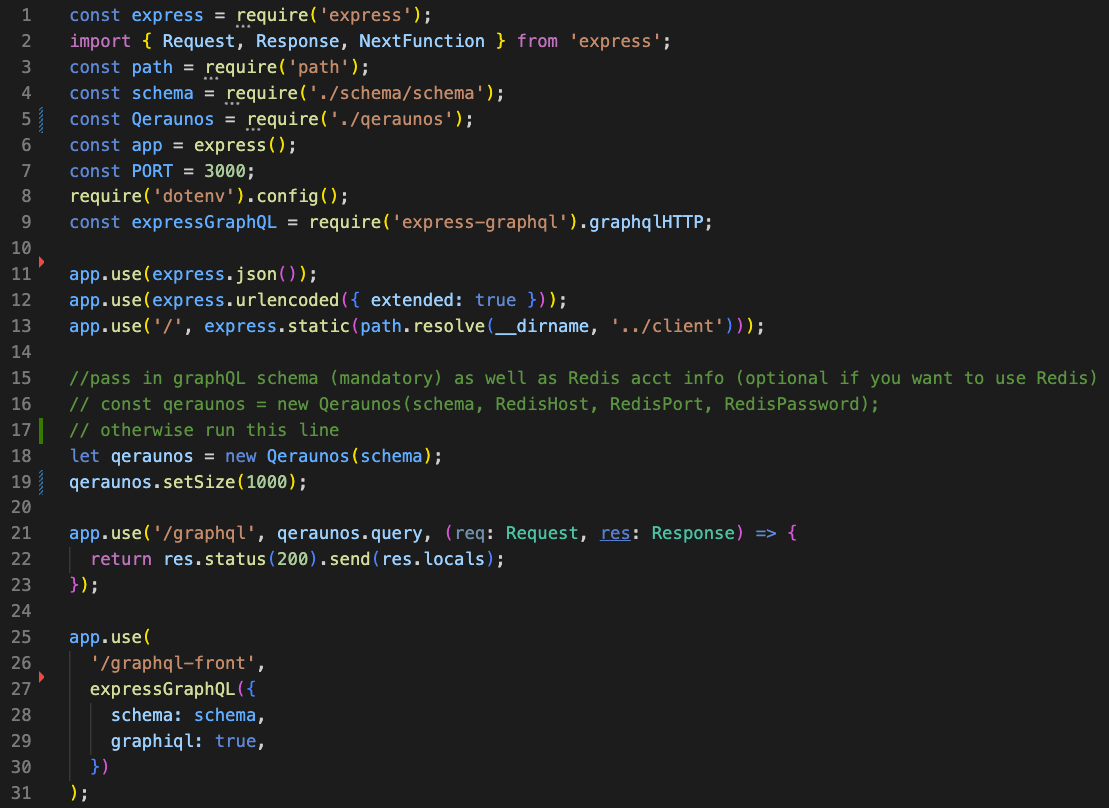 1 const express = require('express');
2 import { Request, Response, NextFunction } from 'express';
3 const path = require('path');
4 const schema = require('./schema/schema');
5 const Qeraunos = require('./qeraunos');
6 const app = express();
7 const PORT = 3000;
8 require('dotenv').config();
9 const expressGraphQL = require('express-graphql').graphqlHTTP;
10
11 app.use(express.json());
12 app.use(express.urlencoded({ extended: true }));
13 app.use('/', express.static(path.resolve(__dirname, '../client')));
14
15 //pass in graphQL schema (mandatory) as well as Redis acct info (optional if you want to use Redis)
16 // const qeraunos = new Qeraunos(schema, RedisHost, RedisPort, RedisPassword);
17 // otherwise run this line
18 let qeraunos = new Qeraunos(schema);
19 qeraunos.setSize(1000);
20
21 app.use('/graphql', qeraunos.query, (req: Request, res: Response) => {
22   return res.status(200).send(res.locals);
23 });
24
25 app.use(
26   '/graphql-front',
27   expressGraphQL({
28     schema: schema,
29     graphiql: true,
30   })
31 );